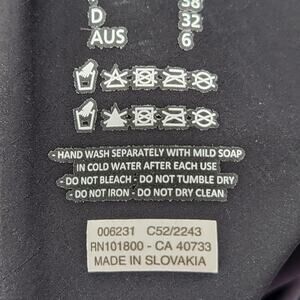 38
D 32
AUS 6
- HAND WASH SEPARATELY WITH MILD SOAP
IN COLD WATER AFTER EACH USE
- DO NOT BLEACH - DO NOT TUMBLE DRY
- DO NOT IRON - DO NOT DRY CLEAN
006231 C52/2243
RN101800 - CA 40733
MADE IN SLOVAKIA